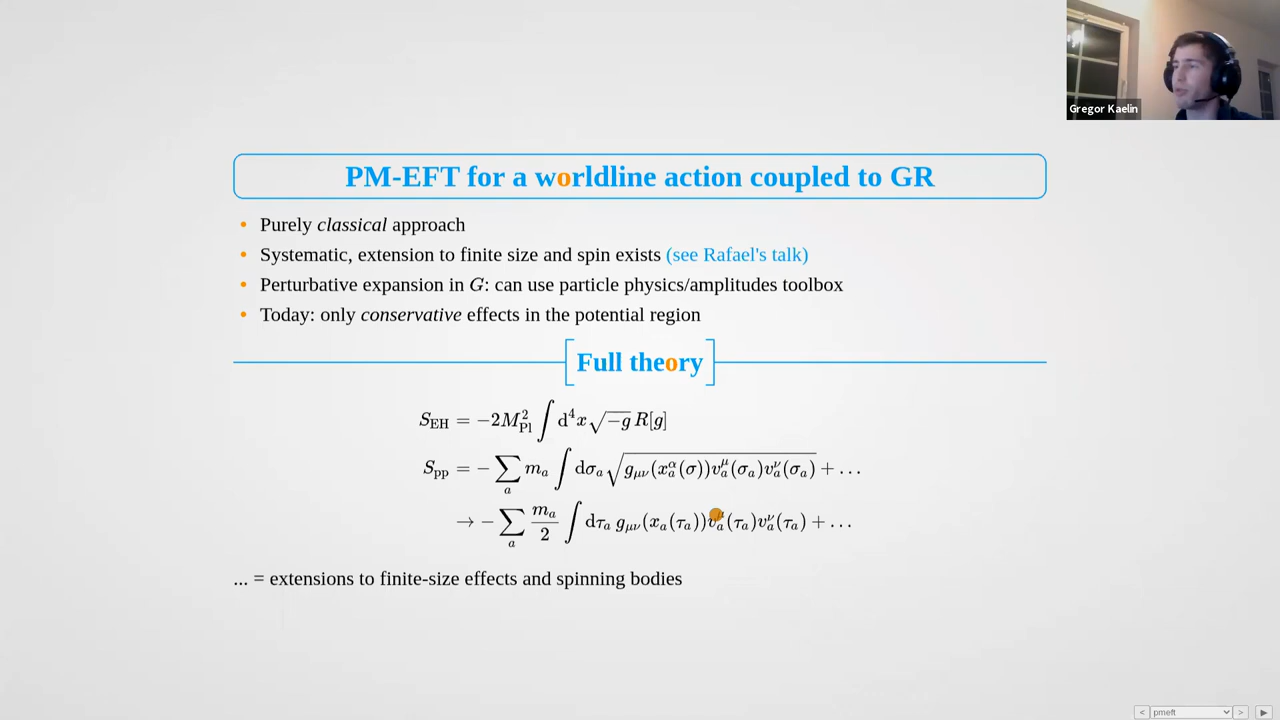 Gregor Kaelin
PM-EFT for a worldline action coupled to GR
• Purely classical approach
• Systematic, extension to finite size and spin exists (see Rafael's talk)
• Perturbative expansion in G: can use particle physics/amplitudes toolbox
• Today: only conservative effects in the potential region
Full theory
S_EH = −2M_Pl^2 ∫ d^4x √−g R[g]
S_pp = − ∑_a m_a ∫ dσ_a √(g_μν(x_a^α(σ))v_a^μ(σ_a)v_a^ν(σ_a)) + ...
→ − ∑_a m_a/2 ∫ dτ_a g_μν(x_a(τ_a))v_a^μ(τ_a)v_a^ν(τ_a) + ...
... = extensions to finite-size effects and spinning bodies
< pmeft >